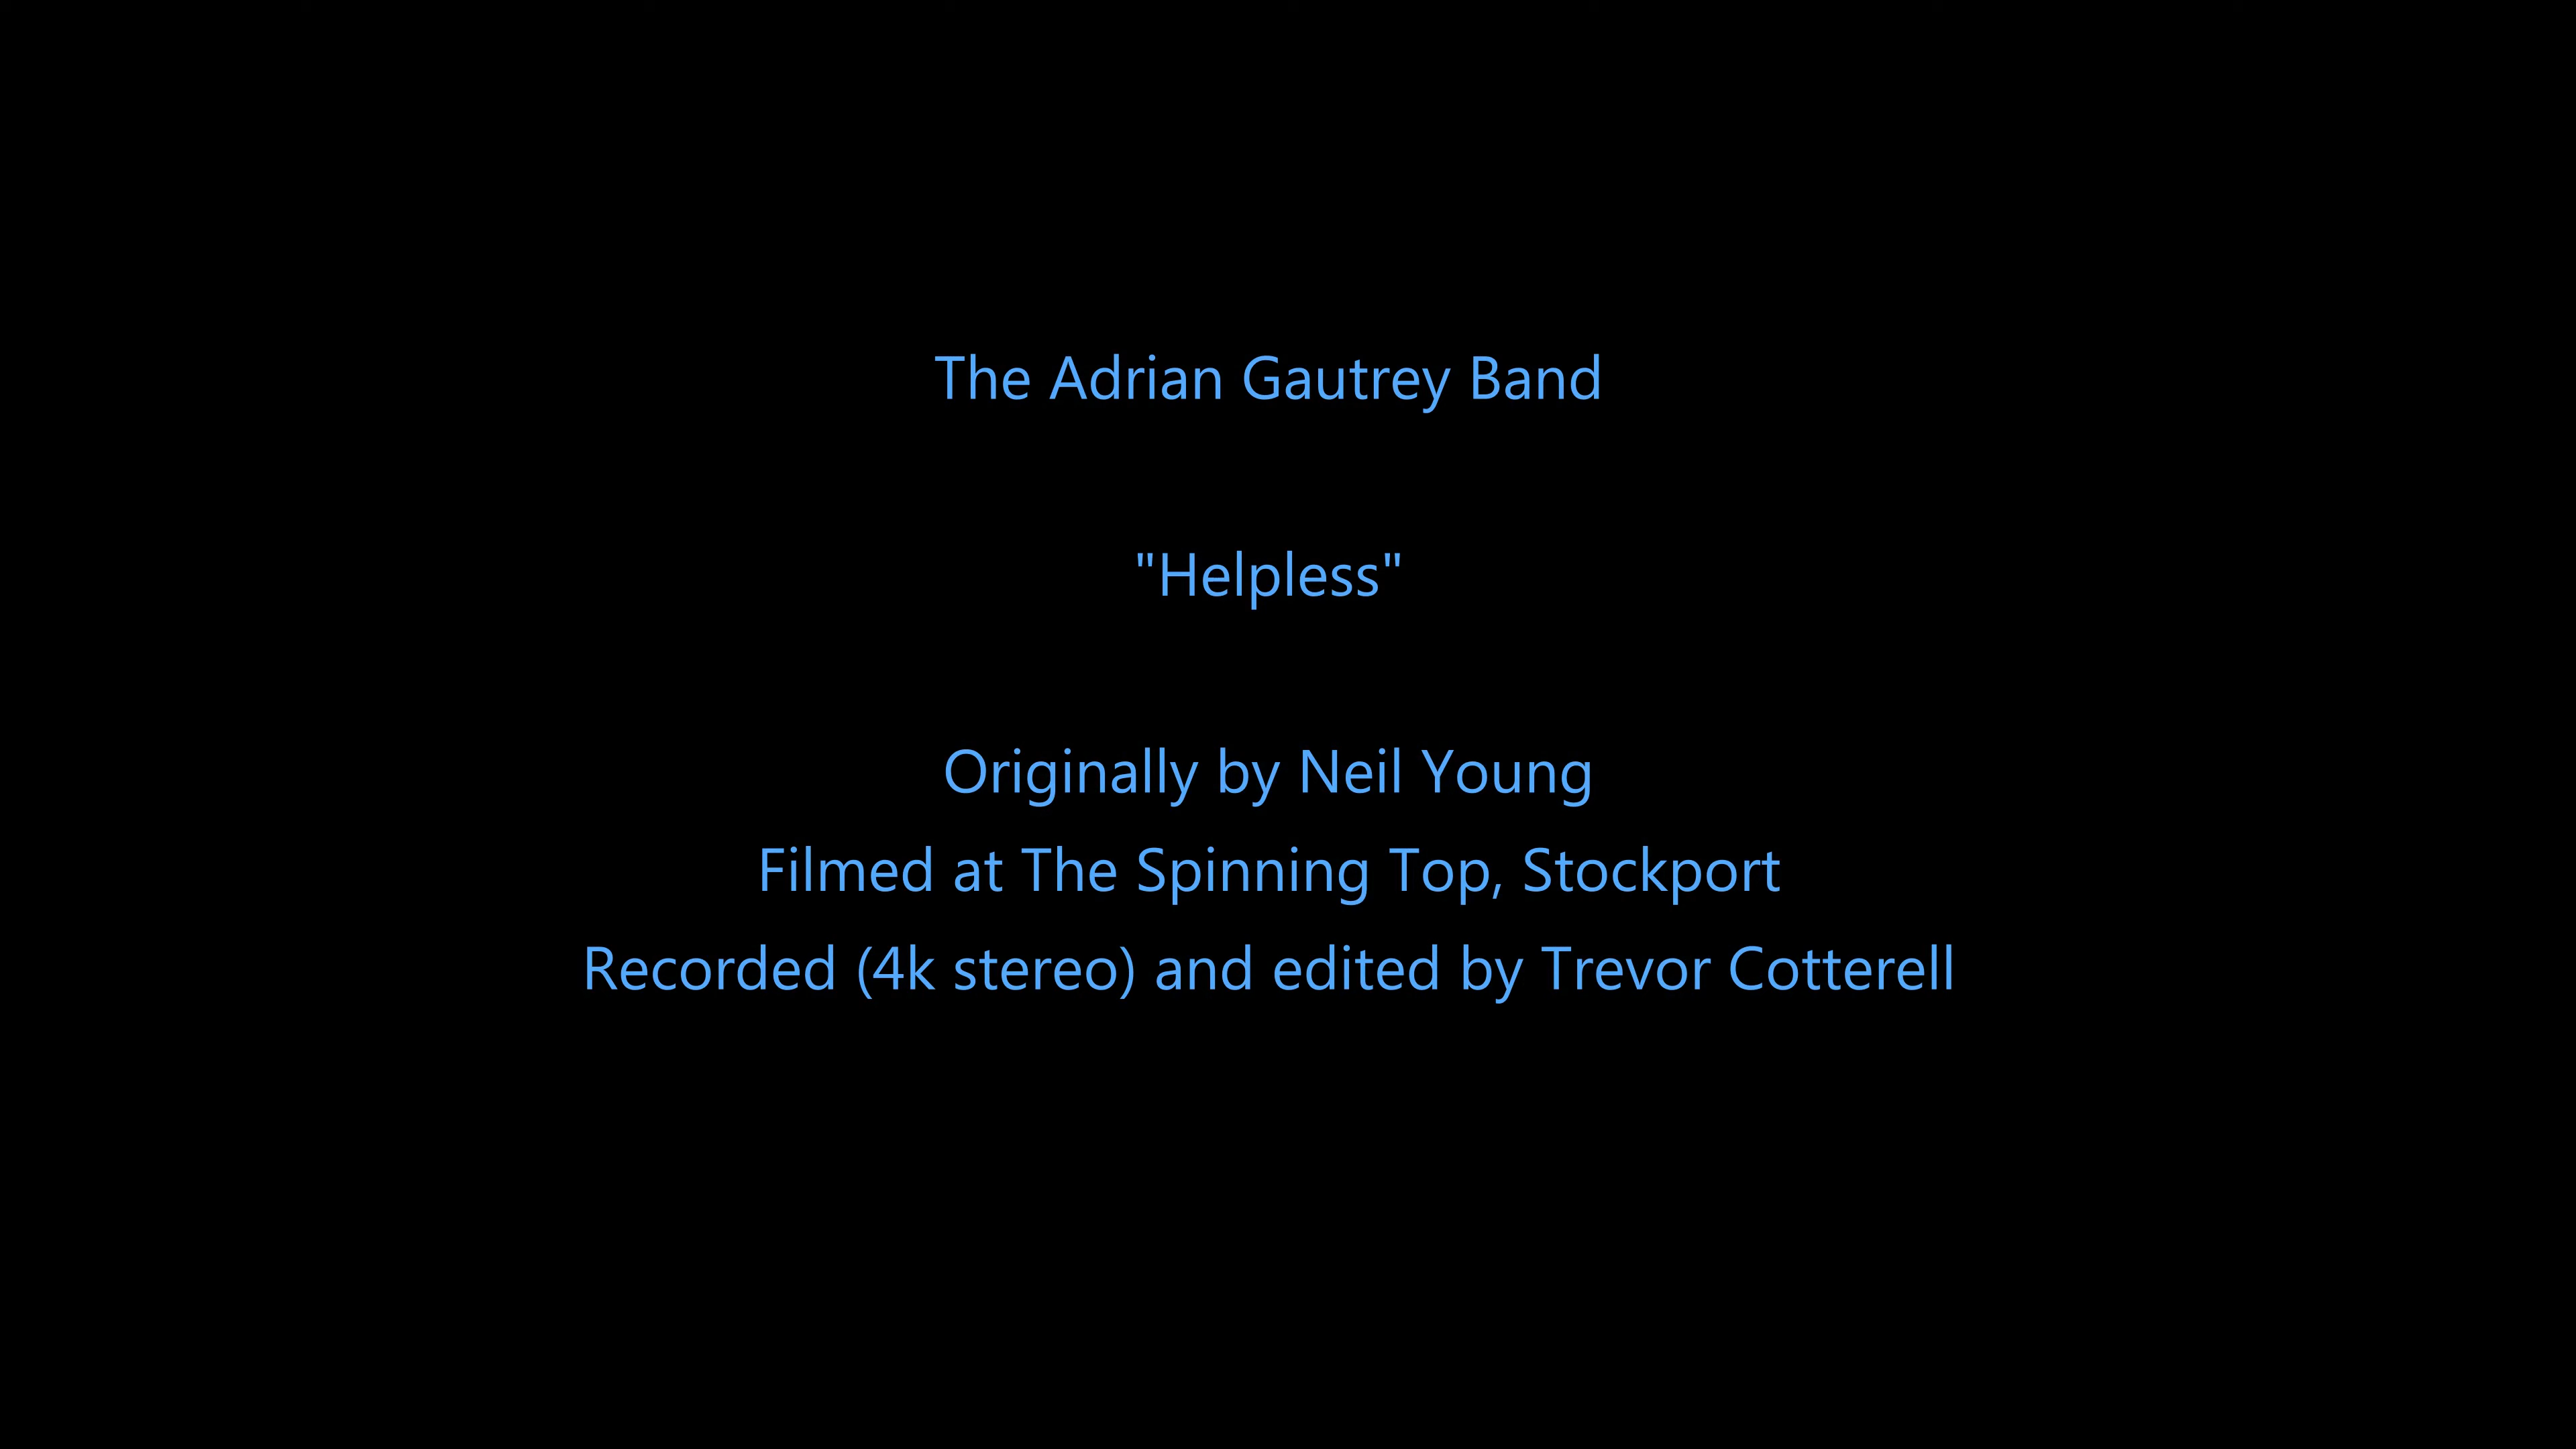 The Adrian Gautrey Band
"Helpless"
Originally by Neil Young
Filmed at The Spinning Top, Stockport
Recorded (4k stereo) and edited by Trevor Cotterell